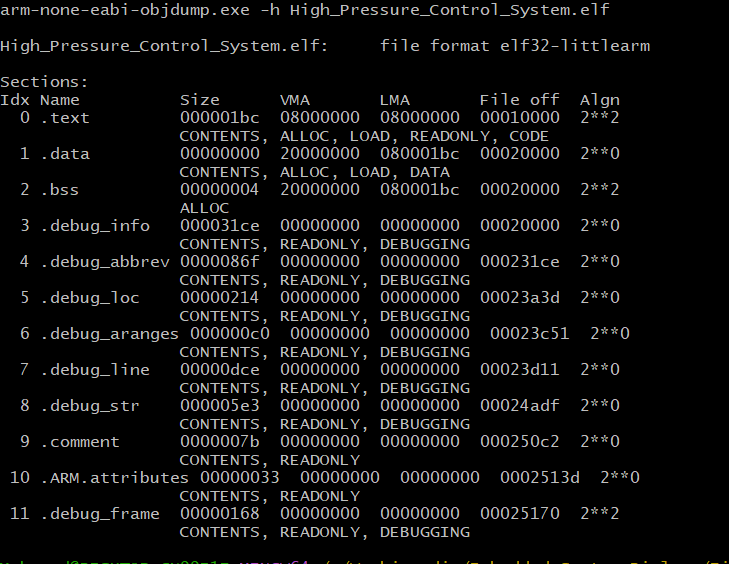 arm-none-eabi-objdump.exe -h High_Pressure_Control_System.elf
High_Pressure_Control_System.elf:     file format elf32-littlearm
Sections:
Idx Name          Size      VMA       LMA       File off  Algn
  0 .text         000001bc  08000000  08000000  00010000  2**2
                  CONTENTS, ALLOC, LOAD, READONLY, CODE
  1 .data         00000000  20000000  080001bc  00020000  2**0
                  CONTENTS, ALLOC, LOAD, DATA
  2 .bss          00000004  20000000  080001bc  00020000  2**2
                  ALLOC
  3 .debug_info   000031ce  00000000  00000000  00020000  2**0
                  CONTENTS, READONLY, DEBUGGING
  4 .debug_abbrev 0000086f  00000000  00000000  000231ce  2**0
                  CONTENTS, READONLY, DEBUGGING
  5 .debug_loc    00000214  00000000  00000000  00023a3d  2**0
                  CONTENTS, READONLY, DEBUGGING
  6 .debug_aranges 000000c0  00000000  00000000  00023c51  2**0
                  CONTENTS, READONLY, DEBUGGING
  7 .debug_line   00000dce  00000000  00000000  00023d11  2**0
                  CONTENTS, READONLY, DEBUGGING
  8 .debug_str    000005e3  00000000  00000000  00024adf  2**0
                  CONTENTS, READONLY, DEBUGGING
  9 .comment      0000007b  00000000  00000000  000250c2  2**0
                  CONTENTS, READONLY
 10 .ARM.attributes 00000033  00000000  00000000  0002513d  2**0
                  CONTENTS, READONLY
 11 .debug_frame  00000168  00000000  00000000  00025170  2**2
                  CONTENTS, READONLY, DEBUGGING